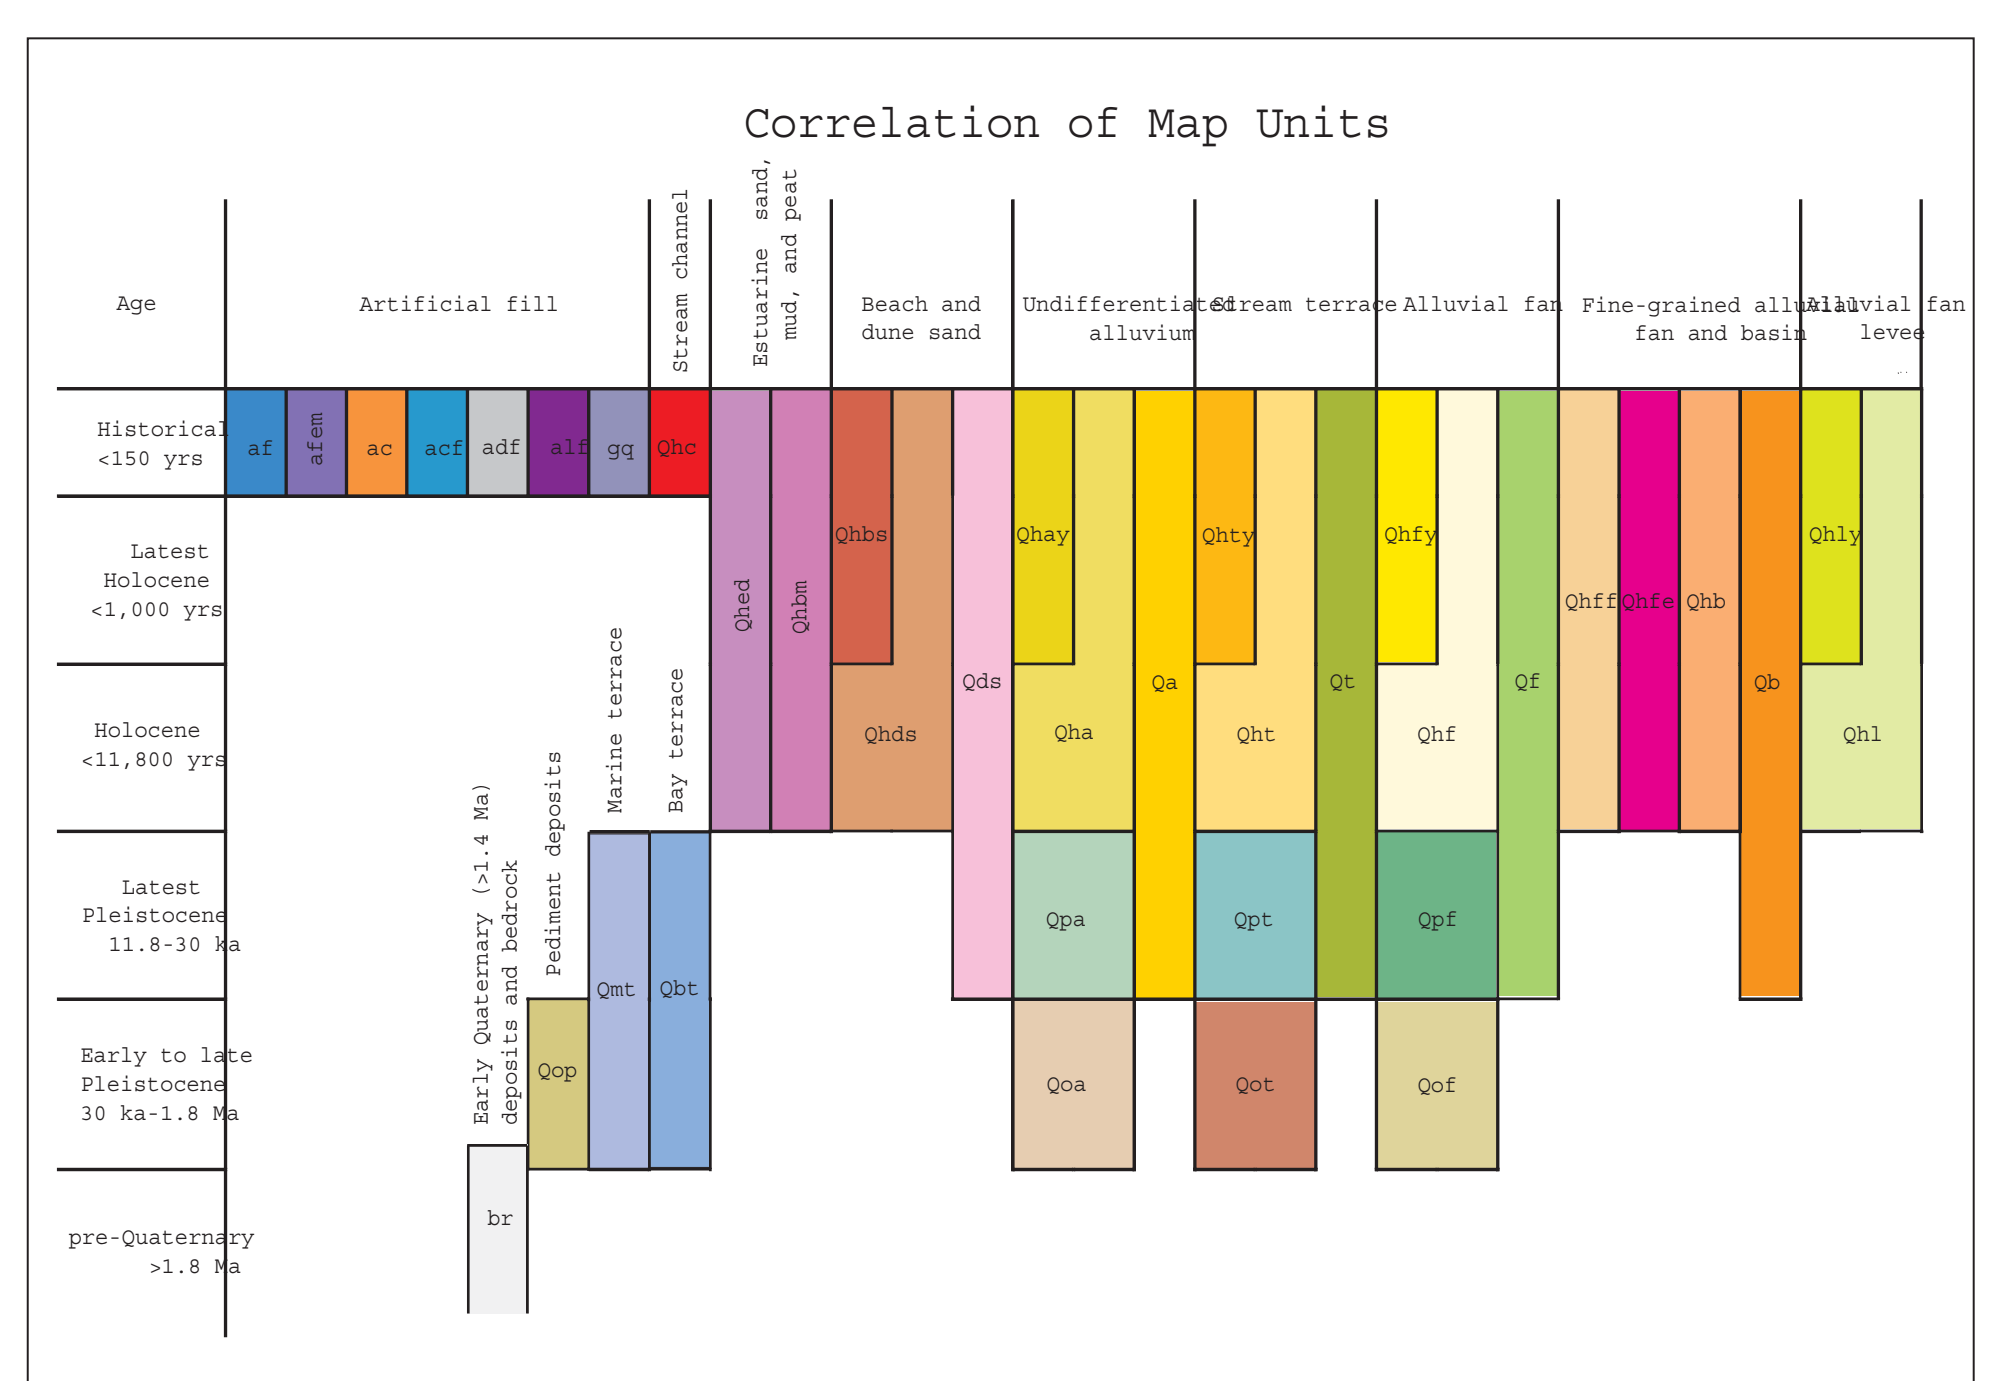 Correlation of Map Units
Age
Artificial fill
Stream channel
Estuarine sand,
mud, and peat
Beach and
dune sand
Undifferentiated
alluvium
Stream terrace
Alluvial fan
Fine-grained alluvial
fan and basin
Alluvial fan
levee
Historical
<150 yrs
af
afem
ac
acf
adf
alf
gq
Qhc
Latest
Holocene
<1,000 yrs
Qhed
Qhbm
Qhbs
Qhay
Qhty
Qhfy
Qhff
Qhfe
Qhb
Qhly
Holocene
<11,800 yrs
Qds
Qa
Qt
Qf
Qb
Qhds
Qha
Qht
Qhf
Qhl
Early Quaternary (>1.4 Ma)
deposits and bedrock
Pediment deposits
Marine terrace
Bay terrace
Latest
Pleistocene
11.8-30 ka
Qmt
Qbt
Qpa
Qpt
Qpf
Early to late
Pleistocene
30 ka-1.8 Ma
Qop
Qoa
Qot
Qof
pre-Quaternary
>1.8 Ma
br